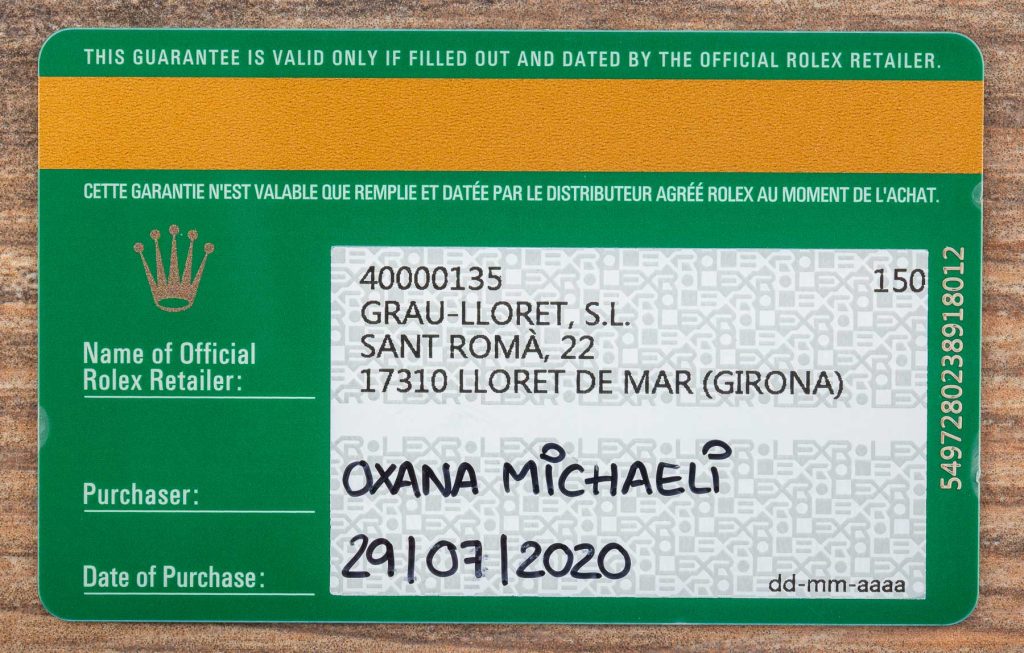 THIS GUARANTEE IS VALID ONLY IF FILLED OUT AND DATED BY THE OFFICIAL ROLEX RETAILER.
CETTE GARANTIE N'EST VALABLE QUE REMPLIE ET DATÉE PAR LE DISTRIBUTEUR AGRÉÉ ROLEX AU MOMENT DE L'ACHAT.
40000135 150
GRAU-LLORET, S.L.
SANT ROMÀ, 22
17310 LLORET DE MAR (GIRONA)
Name of Official
Rolex Retailer:
Purchaser: OXANA MiCHAELi
Date of Purchase: 29/07/2020
dd-mm-aaaa
5497280238918012